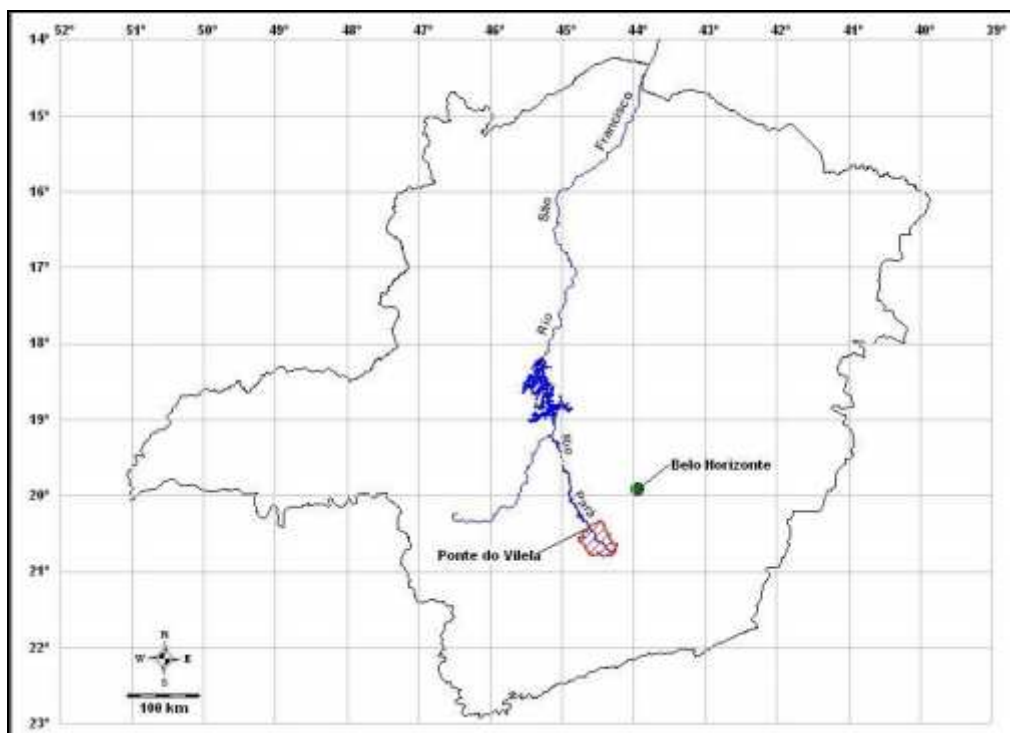 52° 51° 50° 49° 48° 47° 46° 45° 44° 43° 42° 41° 40° 39°
14°
Francisco
15°
16°
São
17°
18°
Rio
19°
Rio
Belo Horizonte
20°
Pará
Ponte do Vilela
21°
22°
N
W E
S
100 km
23°